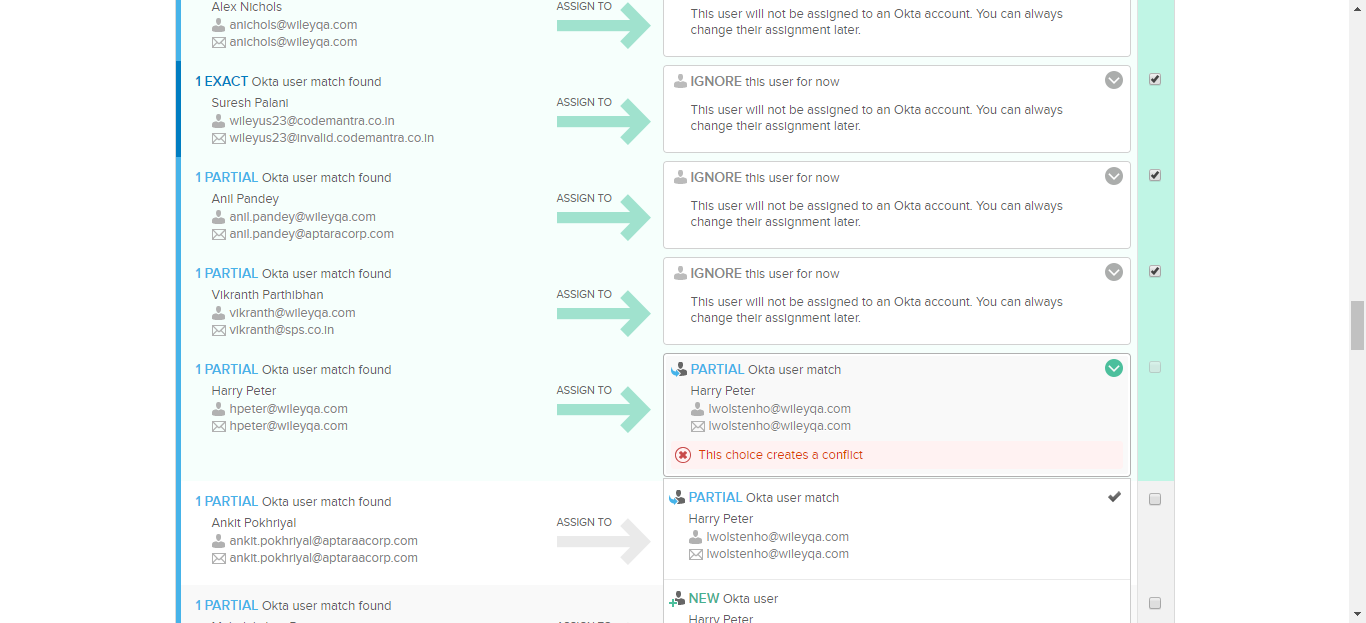 Alex Nichols
anichols@wileyqa.com
anichols@wileyqa.com
ASSIGN TO
This user will not be assigned to an Okta account. You can always
change their assignment later.
1 EXACT Okta user match found
Suresh Palani
wileyus23@codemantra.co.in
wileyus23@invalid.codemantra.co.in
ASSIGN TO
IGNORE this user for now
This user will not be assigned to an Okta account. You can always
change their assignment later.
1 PARTIAL Okta user match found
Anil Pandey
anil.pandey@wileyqa.com
anil.pandey@aptaracorp.com
ASSIGN TO
IGNORE this user for now
This user will not be assigned to an Okta account. You can always
change their assignment later.
1 PARTIAL Okta user match found
Vikranth Parthibhan
vikranth@wileyqa.com
vikranth@sps.co.in
ASSIGN TO
IGNORE this user for now
This user will not be assigned to an Okta account. You can always
change their assignment later.
1 PARTIAL Okta user match found
Harry Peter
hpeter@wileyqa.com
hpeter@wileyqa.com
ASSIGN TO
PARTIAL Okta user match
Harry Peter
lwolstenho@wileyqa.com
lwolstenho@wileyqa.com
This choice creates a conflict
1 PARTIAL Okta user match found
Ankit Pokhriyal
ankit.pokhriyal@aptaraacorp.com
ankit.pokhriyal@aptaraacorp.com
ASSIGN TO
PARTIAL Okta user match
Harry Peter
lwolstenho@wileyqa.com
lwolstenho@wileyqa.com
1 PARTIAL Okta user match found
NEW Okta user
Harry Peter